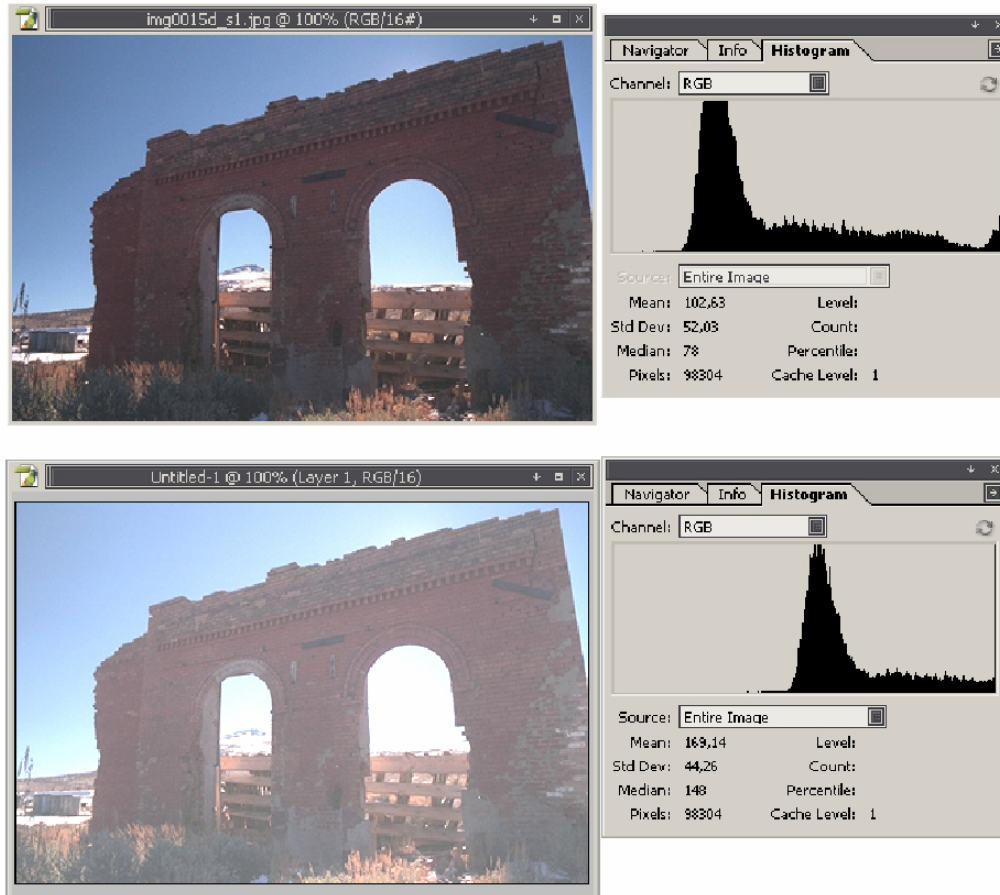 img0015d_s1.jpg @ 100% (RGB/16#)
Navigator Info Histogram
Channel: RGB
Source: Entire Image
Mean: 102,63 Level:
Std Dev: 52,03 Count:
Median: 78 Percentile:
Pixels: 98304 Cache Level: 1
Untitled-1 @ 100% (Layer 1, RGB/16)
Navigator Info Histogram
Channel: RGB
Source: Entire Image
Mean: 169,14 Level:
Std Dev: 44,26 Count:
Median: 148 Percentile:
Pixels: 98304 Cache Level: 1